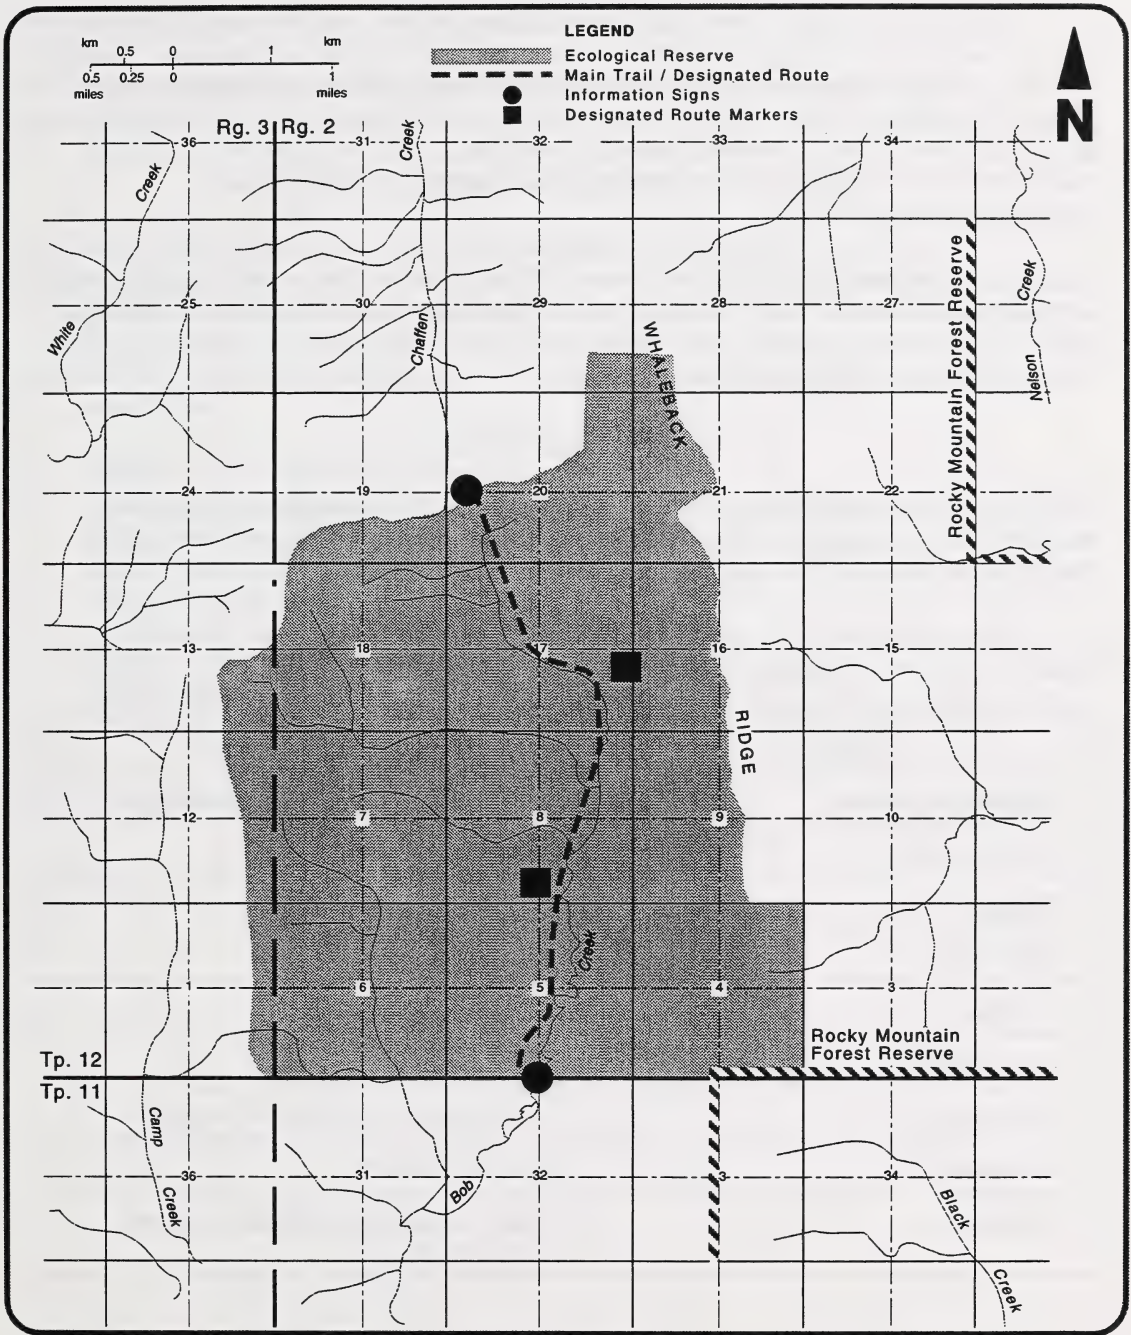 LEGEND
km km
0.5 0 1
0.5 0.25 0 1
miles miles
Ecological Reserve
Main Trail / Designated Route
Information Signs
Designated Route Markers
N
Rg. 3 Rg. 2
36 31 32 33 34
Creek
Creek
Creek
25 30 29 28 27
White
Chaffen
WHALEBACK
Rocky Mountain Forest Reserve
Nelson
24 19 20 21 22
13 18 17 16 15
RIDGE
12 7 8 9 10
Creek
1 6 5 4 3
Rocky Mountain
Forest Reserve
Tp. 12
Tp. 11
Camp
36 31 32 3 34
Bob
Creek
Black
Creek